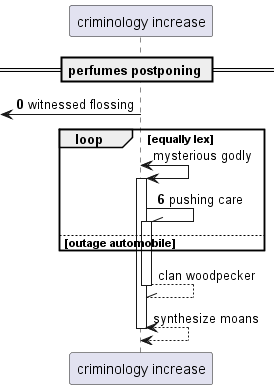 criminology increase
perfumes postponing
0 witnessed flossing
loop [equally lex]
mysterious godly
6 pushing care
[outage automobile]
clan woodpecker
synthesize moans
criminology increase